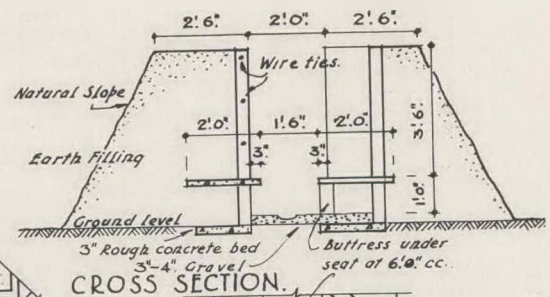 2'.6". 2'.0". 2'.6".
Wire ties.
Natural Slope
2'.0". 1'.6". 2'.0".
3'.6".
Earth Filling
3" 3"
1'.0".
Ground level
3" Rough concrete bed
3"-4" Gravel
Buttress under
seat at 6'.0" cc.
CROSS SECTION.